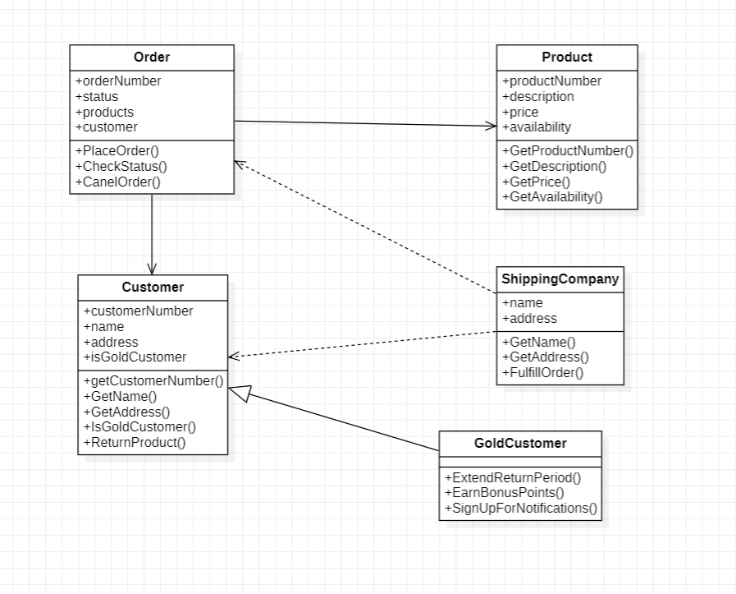 Order
+orderNumber
+status
+products
+customer
+PlaceOrder()
+CheckStatus()
+CanelOrder()
Product
+productNumber
+description
+price
+availability
+GetProductNumber()
+GetDescription()
+GetPrice()
+GetAvailability()
Customer
+customerNumber
+name
+address
+isGoldCustomer
+getCustomerNumber()
+GetName()
+GetAddress()
+IsGoldCustomer()
+ReturnProduct()
ShippingCompany
+name
+address
+GetName()
+GetAddress()
+FulfillOrder()
GoldCustomer
+ExtendReturnPeriod()
+EarnBonusPoints()
+SignUpForNotifications()